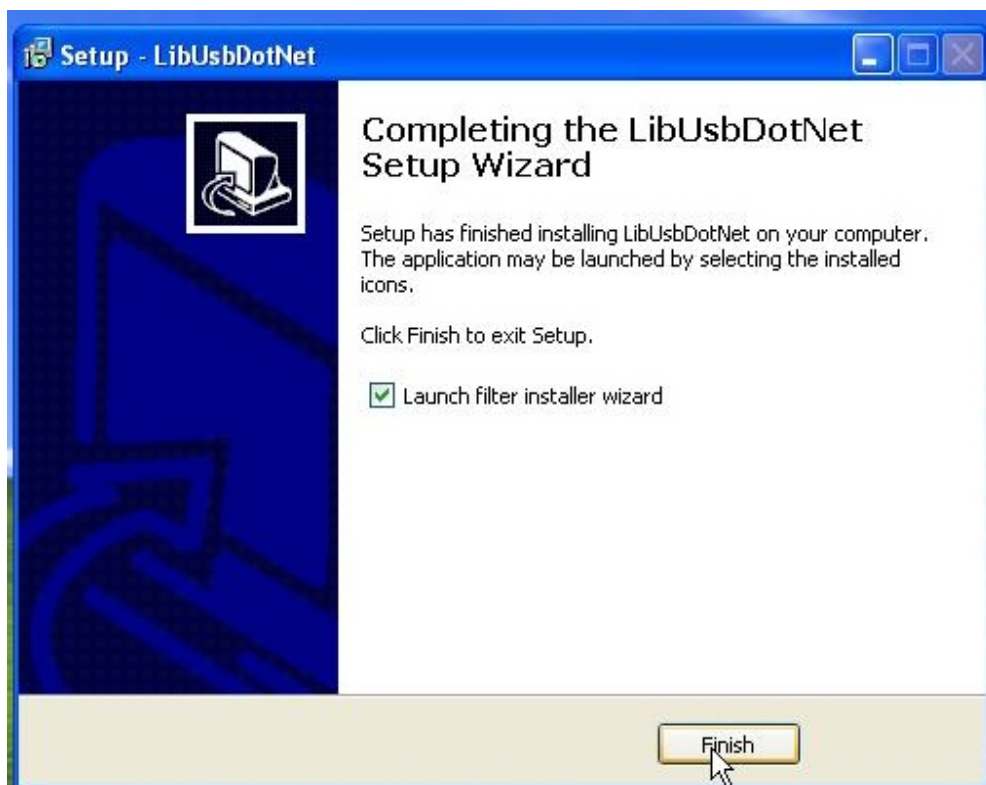 Setup - LibUsbDotNet
Completing the LibUsbDotNet
Setup Wizard
Setup has finished installing LibUsbDotNet on your computer.
The application may be launched by selecting the installed
icons.
Click Finish to exit Setup.
Launch filter installer wizard
Finish